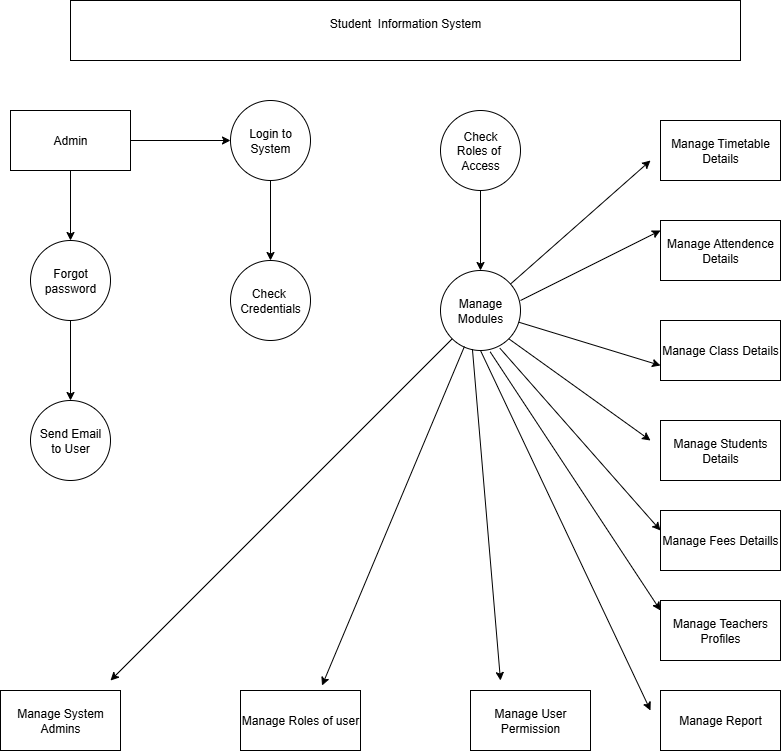 Student  Information System
Admin
Login to
System
Check
Roles of
Access
Manage Timetable
Details
Manage Attendence
Details
Forgot
password
Check
Credentials
Manage
Modules
Manage Class Details
Send Email
to User
Manage Students
Details
Manage Fees Detaills
Manage Teachers
Profiles
Manage System
Admins
Manage Roles of user
Manage User
Permission
Manage Report